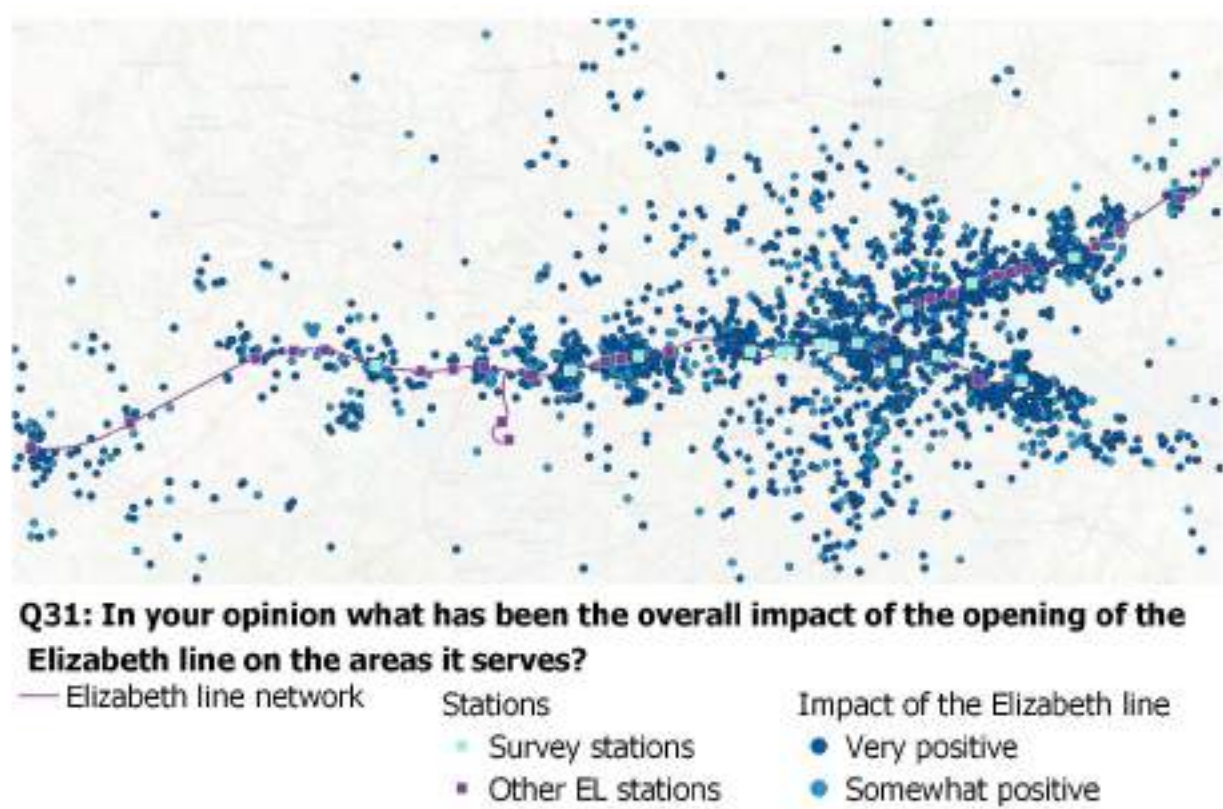 Q31: In your opinion what has been the overall impact of the opening of the
Elizabeth line on the areas it serves?
Elizabeth line network
Stations
Survey stations
Other EL stations
Impact of the Elizabeth line
Very positive
Somewhat positive